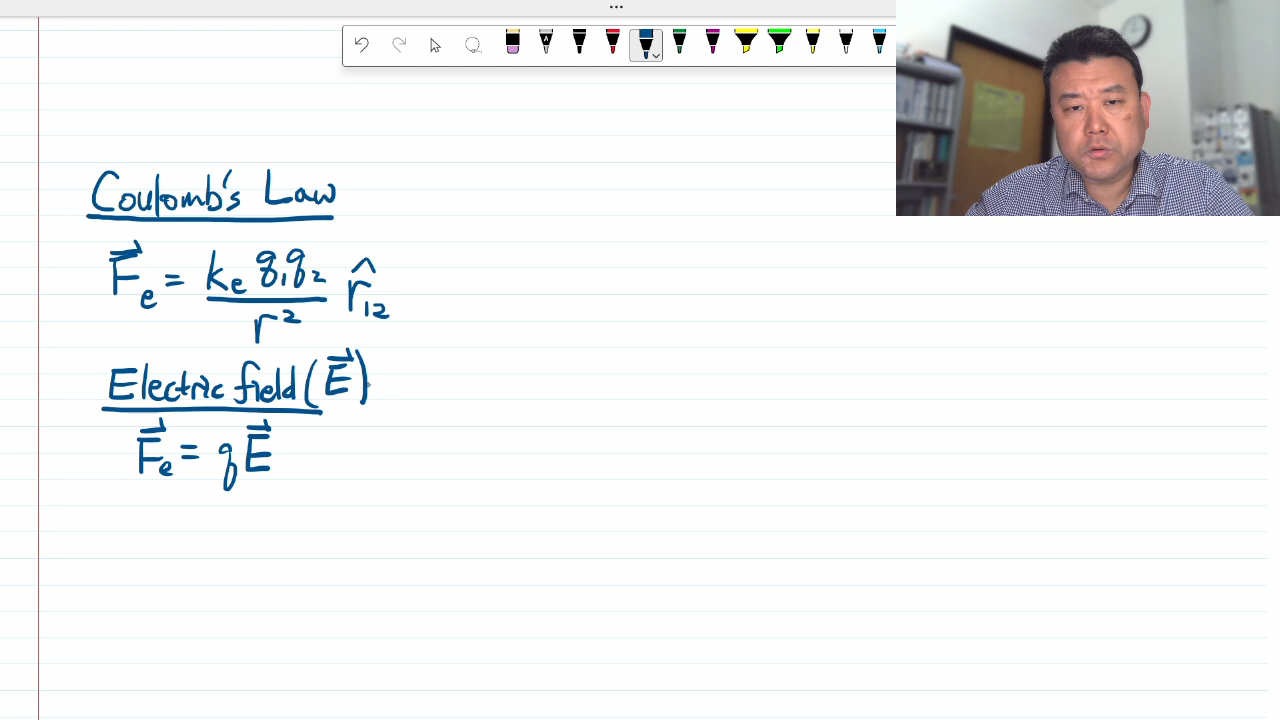 Coulomb's Law
F⃗e = ke q1q2 / r² r̂12
Electric field (E⃗)
F⃗e = qE⃗